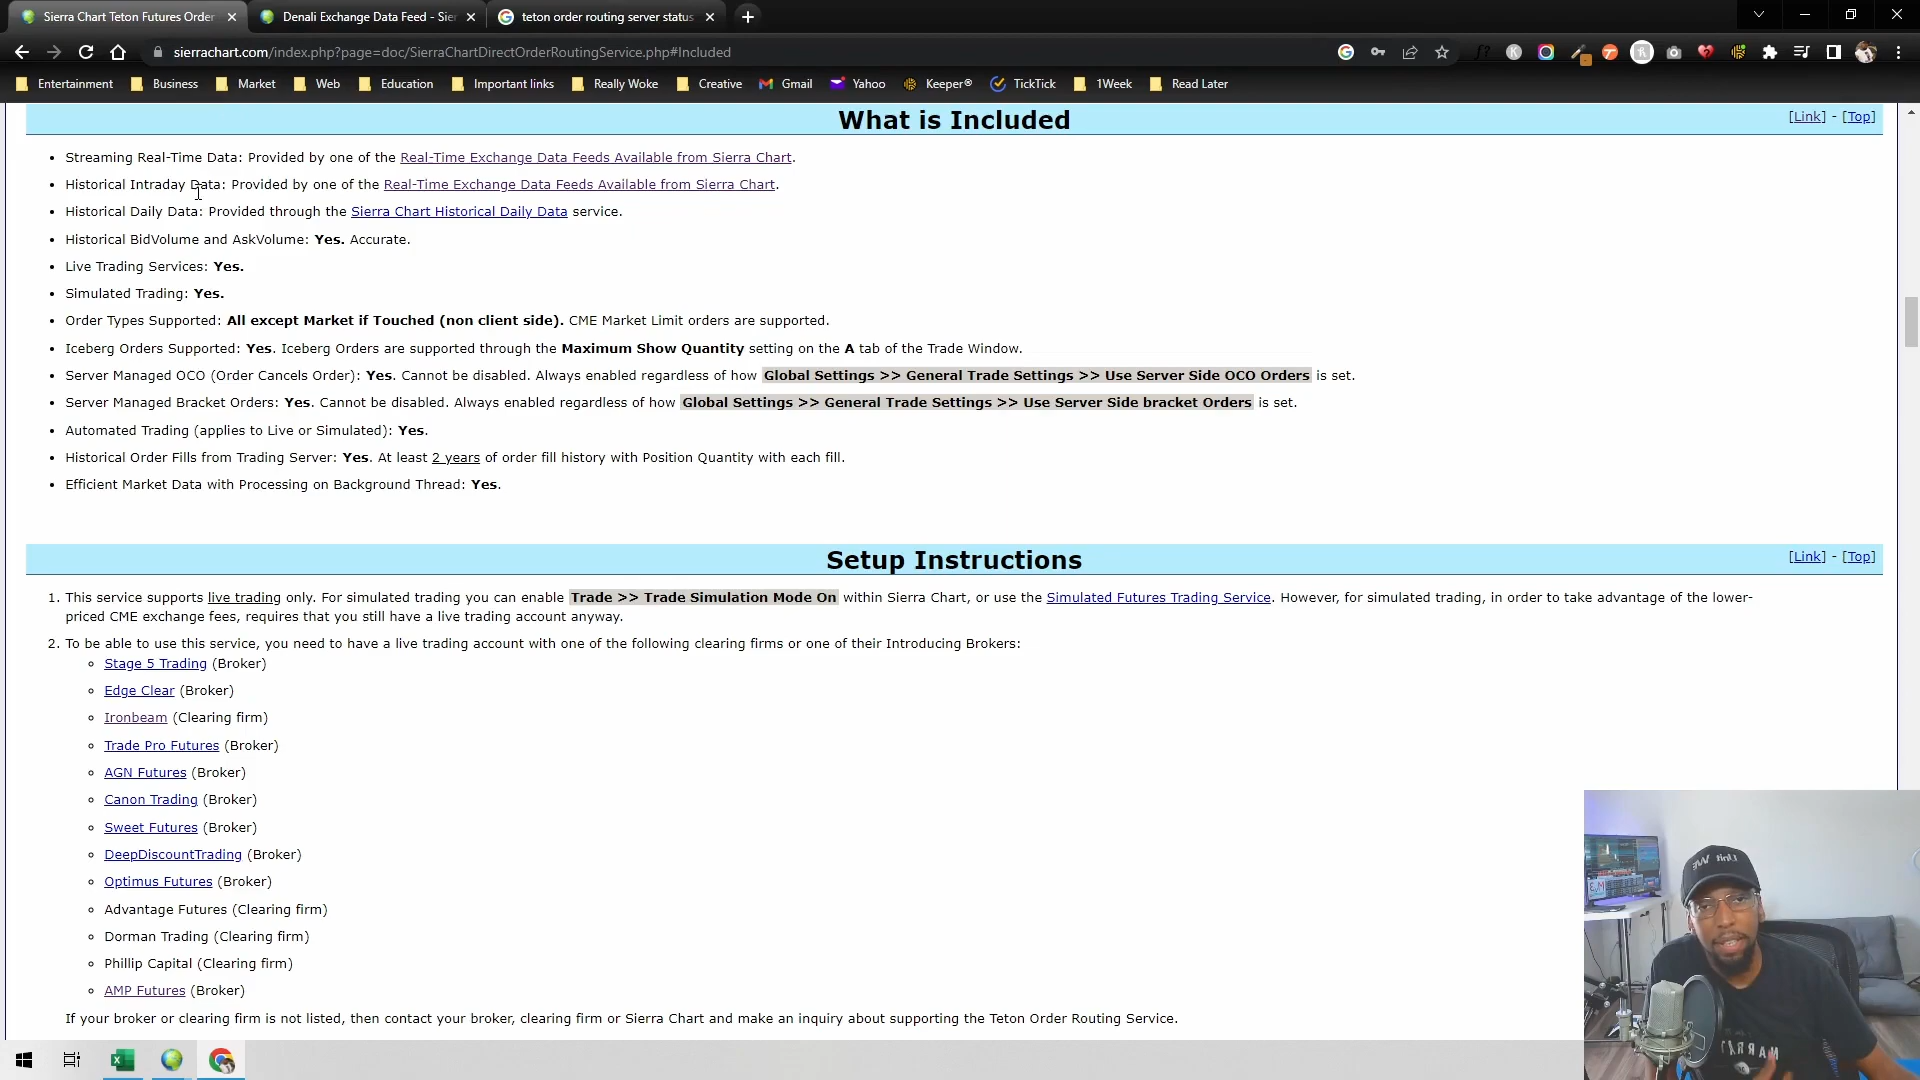 Sierra Chart Teton Futures Order
Denali Exchange Data Feed - Sier
teton order routing server status
sierrachart.com/index.php?page=doc/SierraChartDirectOrderRoutingService.php#Included
Entertainment Business Market Web Education Important links Really Woke Creative Gmail Yahoo Keeper® TickTick 1Week Read Later
What is Included
[Link] - [Top]
• Streaming Real-Time Data: Provided by one of the Real-Time Exchange Data Feeds Available from Sierra Chart.
• Historical Intraday Data: Provided by one of the Real-Time Exchange Data Feeds Available from Sierra Chart.
• Historical Daily Data: Provided through the Sierra Chart Historical Daily Data service.
• Historical BidVolume and AskVolume: Yes. Accurate.
• Live Trading Services: Yes.
• Simulated Trading: Yes.
• Order Types Supported: All except Market if Touched (non client side). CME Market Limit orders are supported.
• Iceberg Orders Supported: Yes. Iceberg Orders are supported through the Maximum Show Quantity setting on the A tab of the Trade Window.
• Server Managed OCO (Order Cancels Order): Yes. Cannot be disabled. Always enabled regardless of how Global Settings >> General Trade Settings >> Use Server Side OCO Orders is set.
• Server Managed Bracket Orders: Yes. Cannot be disabled. Always enabled regardless of how Global Settings >> General Trade Settings >> Use Server Side bracket Orders is set.
• Automated Trading (applies to Live or Simulated): Yes.
• Historical Order Fills from Trading Server: Yes. At least 2 years of order fill history with Position Quantity with each fill.
• Efficient Market Data with Processing on Background Thread: Yes.
Setup Instructions
[Link] - [Top]
1. This service supports live trading only. For simulated trading you can enable Trade >> Trade Simulation Mode On within Sierra Chart, or use the Simulated Futures Trading Service. However, for simulated trading, in order to take advantage of the lower-
priced CME exchange fees, requires that you still have a live trading account anyway.
2. To be able to use this service, you need to have a live trading account with one of the following clearing firms or one of their Introducing Brokers:
Stage 5 Trading (Broker)
Edge Clear (Broker)
Ironbeam (Clearing firm)
Trade Pro Futures (Broker)
AGN Futures (Broker)
Canon Trading (Broker)
Sweet Futures (Broker)
DeepDiscountTrading (Broker)
Optimus Futures (Broker)
Advantage Futures (Clearing firm)
Dorman Trading (Clearing firm)
Phillip Capital (Clearing firm)
AMP Futures (Broker)
If your broker or clearing firm is not listed, then contact your broker, clearing firm or Sierra Chart and make an inquiry about supporting the Teton Order Routing Service.